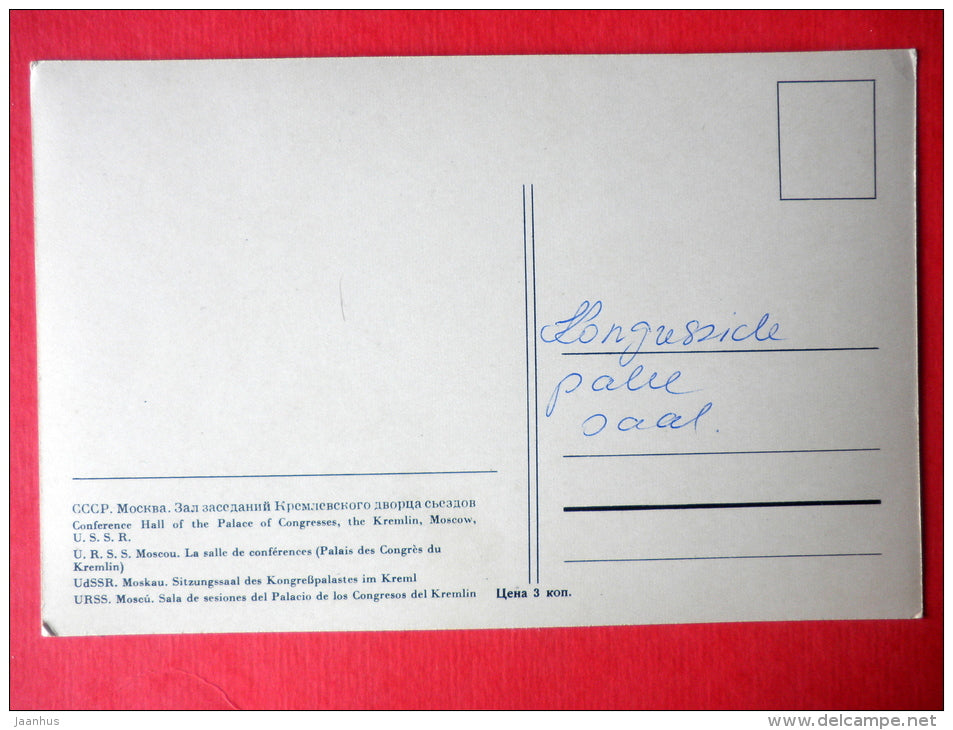 Kongresside
palee
saal.
СССР. Москва. Зал заседаний Кремлевского дворца съездов
Conference Hall of the Palace of Congresses, the Kremlin, Moscow,
U. S. S. R.
U. R. S. S. Moscou. La salle de conférences (Palais des Congrès du
Kremlin)
UdSSR. Moskau. Sitzungssaal des Kongreßpalastes im Kreml
URSS. Moscú. Sala de sesiones del Palacio de los Congresos del Kremlin
Цена 3 коп.
Jaanhus
www.delcampe.net